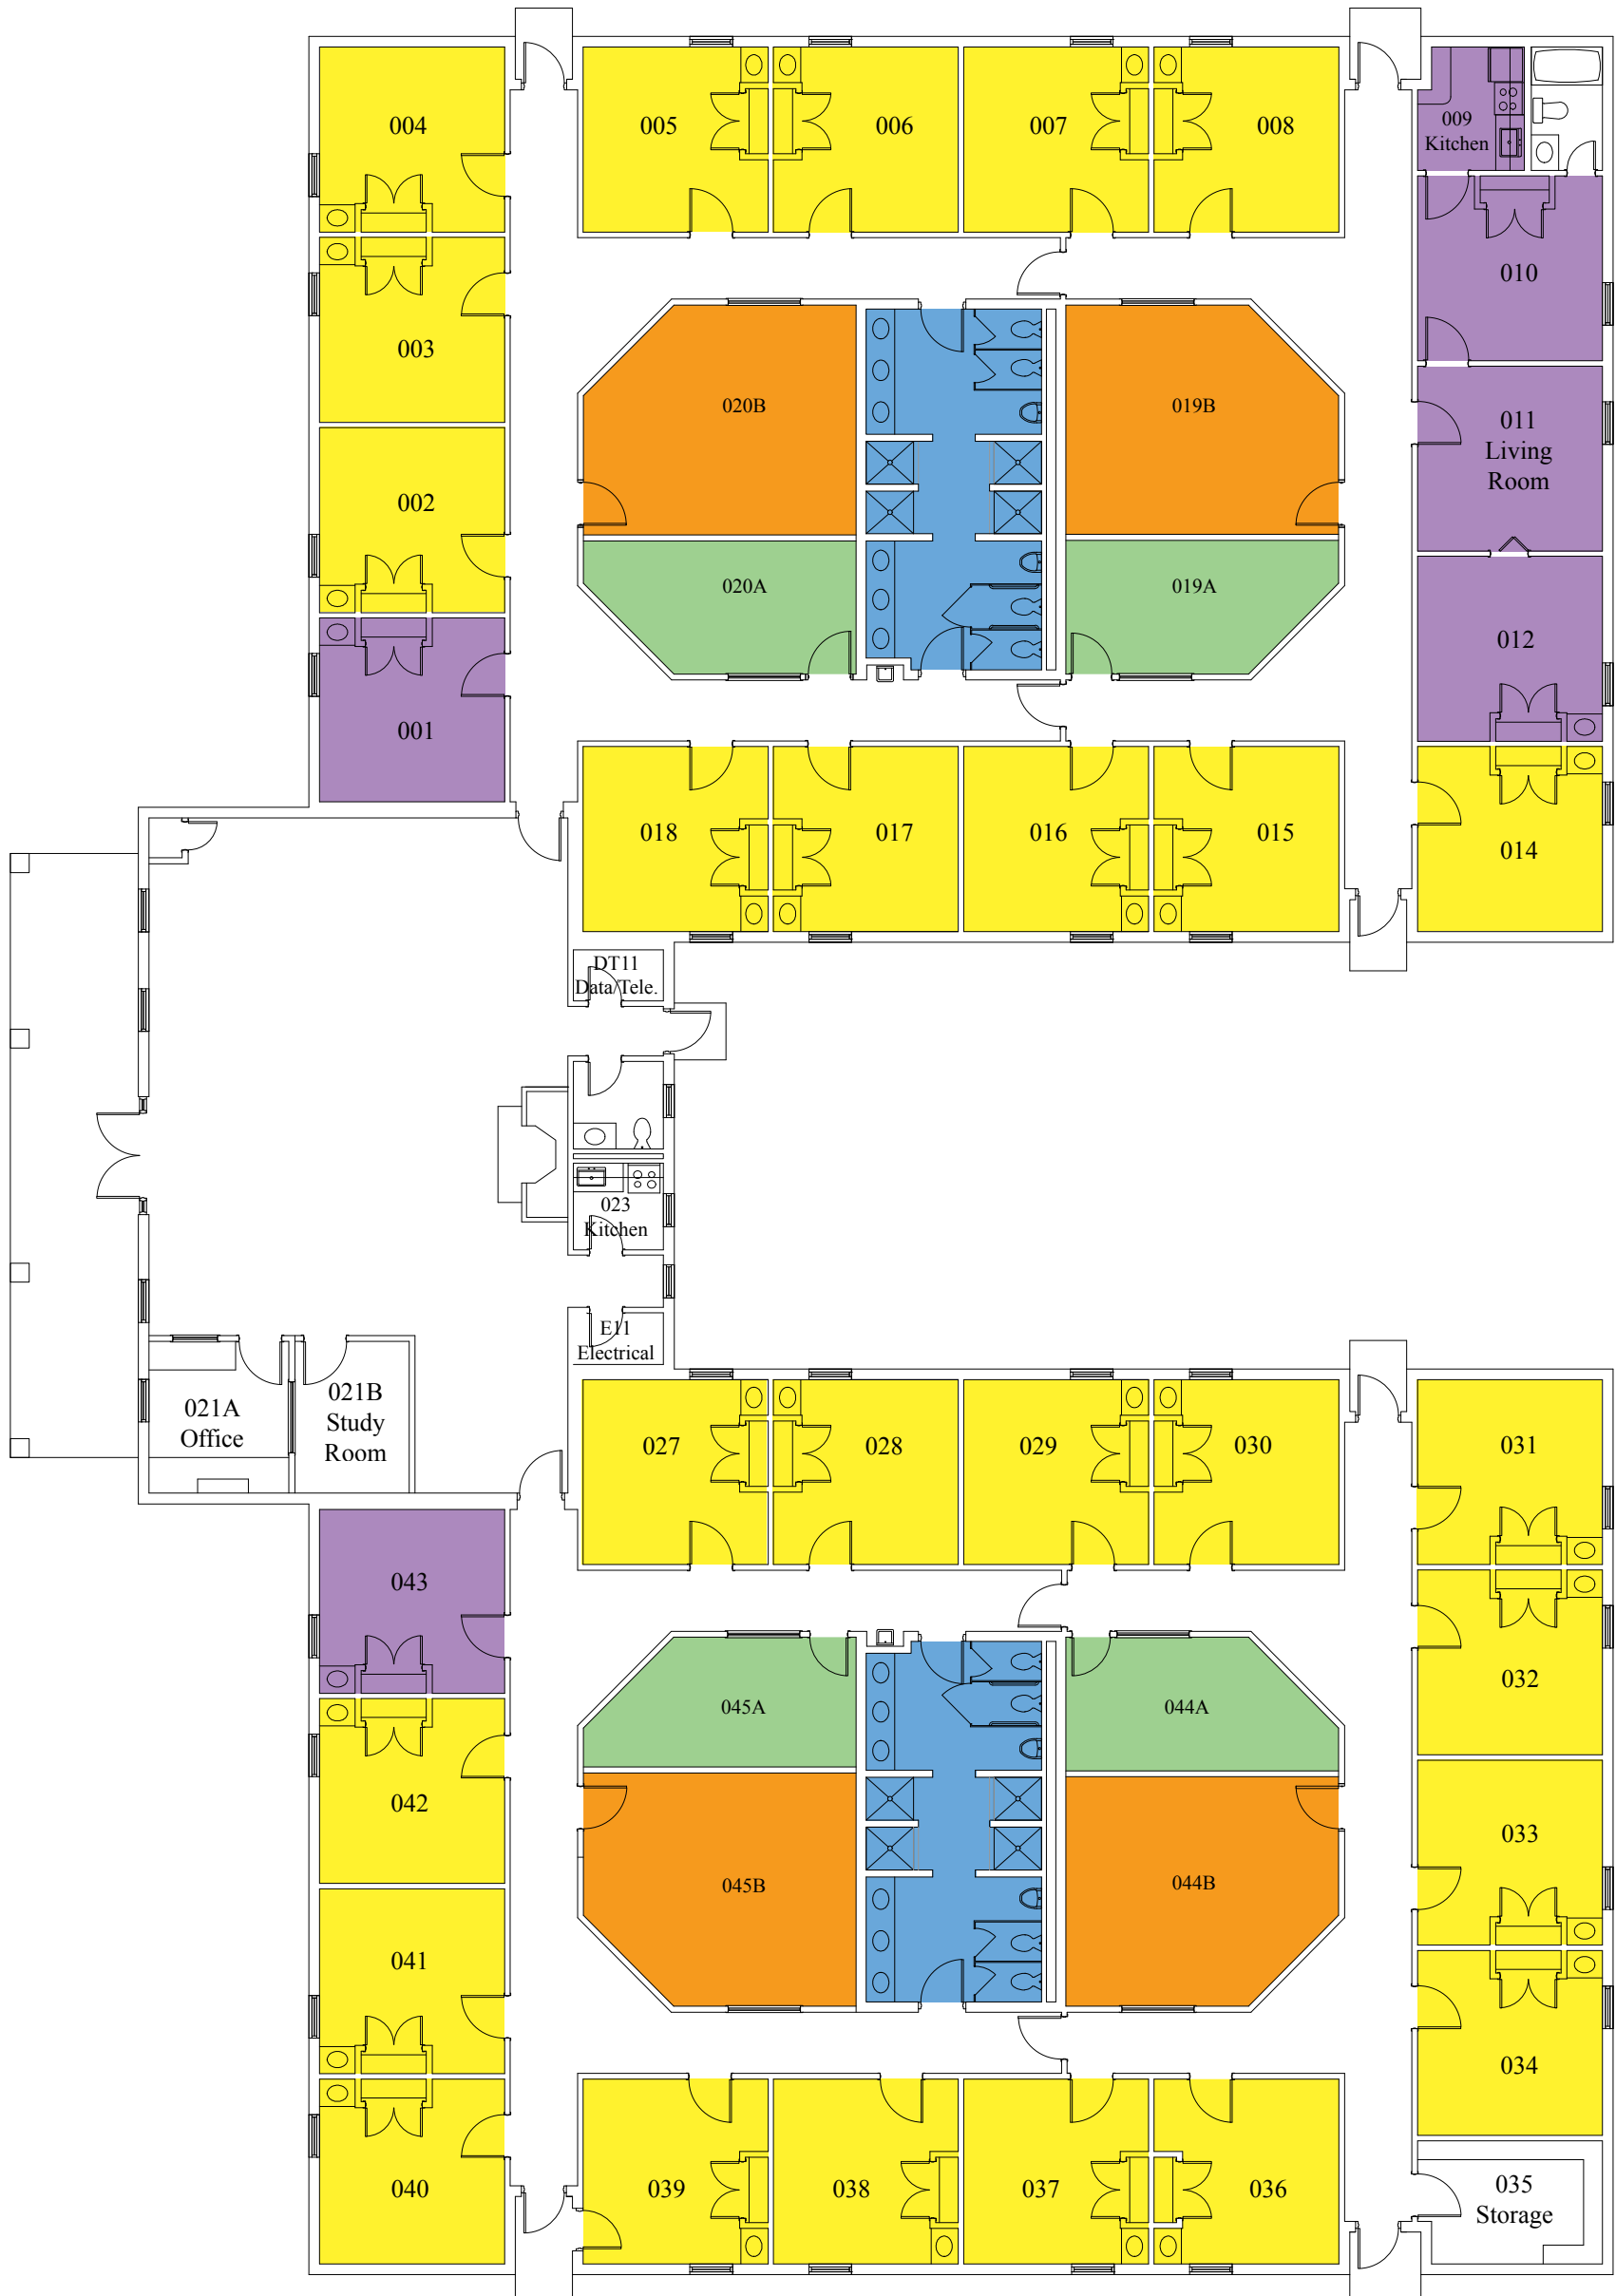 004
005
006
007
008
009
Kitchen
003
010
020B
019B
011
Living
Room
002
020A
019A
012
001
018
017
016
015
014
DT11
Data/Tele.
023
Kitchen
E11
Electrical
021A
Office
021B
Study
Room
027
028
029
030
031
043
032
045A
044A
042
033
045B
044B
041
034
040
039
038
037
036
035
Storage